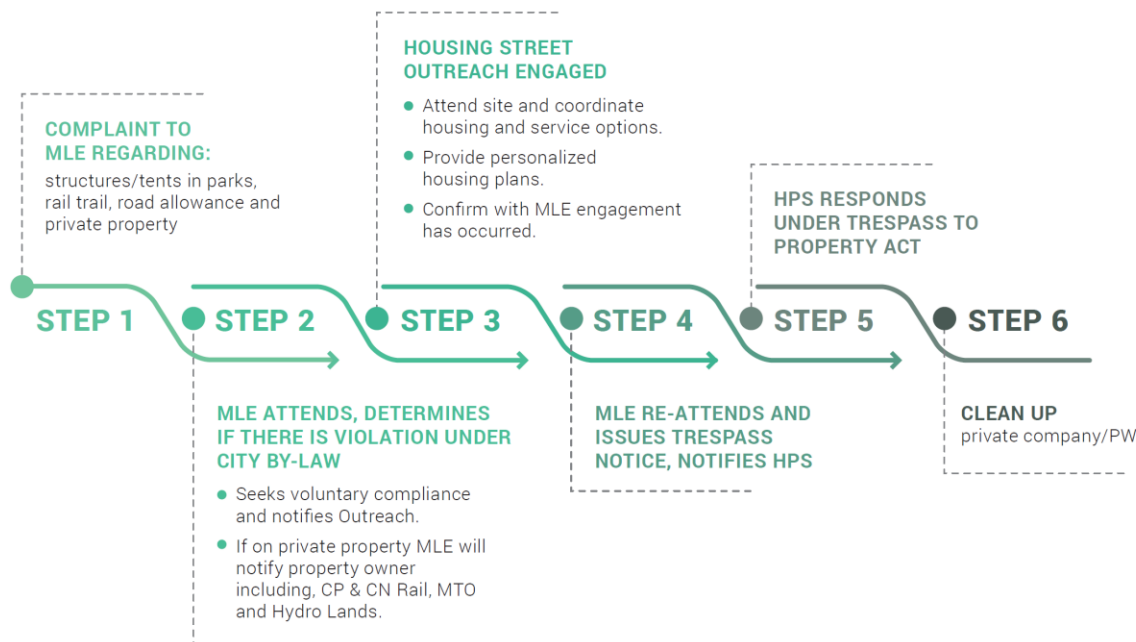 COMPLAINT TO
MLE REGARDING:
structures/tents in parks,
rail trail, road allowance and
private property
STEP 1
STEP 2
MLE ATTENDS, DETERMINES
IF THERE IS VIOLATION UNDER
CITY BY-LAW
Seeks voluntary compliance
and notifies Outreach.
If on private property MLE will
notify property owner
including, CP & CN Rail, MTO
and Hydro Lands.
HOUSING STREET
OUTREACH ENGAGED
Attend site and coordinate
housing and service options.
Provide personalized
housing plans.
Confirm with MLE engagement
has occurred.
STEP 3
STEP 4
MLE RE-ATTENDS AND
ISSUES TRESPASS
NOTICE, NOTIFIES HPS
HPS RESPONDS
UNDER TRESPASS TO
PROPERTY ACT
STEP 5
STEP 6
CLEAN UP
private company/PW